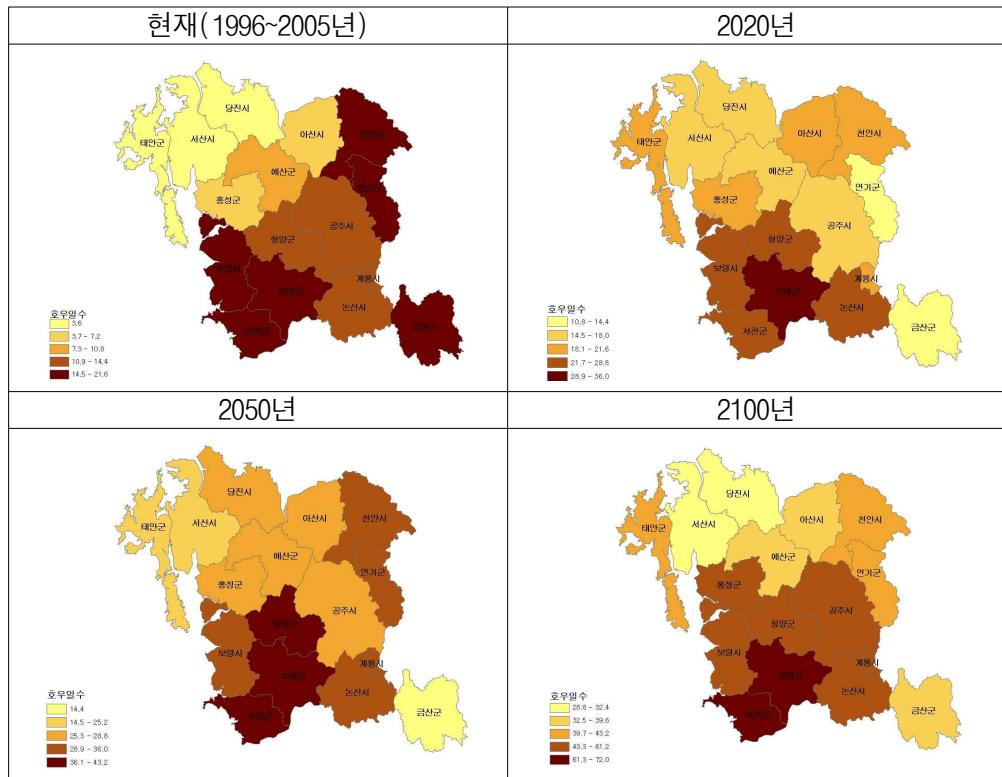 현재(1996~2005년)
2020년
당진시
아산시
천안시
태안군
서산시
예산군
연기군
홍성군
공주시
청양군
보령시
계룡시
부여군
논산시
서천군
금산군
호우일수
3.6
3.7 - 7.2
7.3 - 10.8
10.9 - 14.4
14.5 - 21.6
당진시
아산시
천안시
태안군
서산시
예산군
연기군
홍성군
공주시
청양군
보령시
계룡시
부여군
논산시
서천군
금산군
호우일수
10.8 - 14.4
14.5 - 18.0
18.1 - 21.6
21.7 - 28.8
28.9 - 36.0
2050년
2100년
당진시
아산시
천안시
태안군
서산시
예산군
연기군
홍성군
공주시
청양군
보령시
계룡시
부여군
논산시
서천군
금산군
호우일수
14.4
14.5 - 25.2
25.3 - 28.8
28.9 - 36.0
36.1 - 43.2
당진시
아산시
천안시
태안군
서산시
예산군
연기군
홍성군
공주시
청양군
보령시
계룡시
부여군
논산시
서천군
금산군
호우일수
28.8 - 32.4
32.5 - 39.6
39.7 - 43.2
43.3 - 61.2
61.3 - 72.0